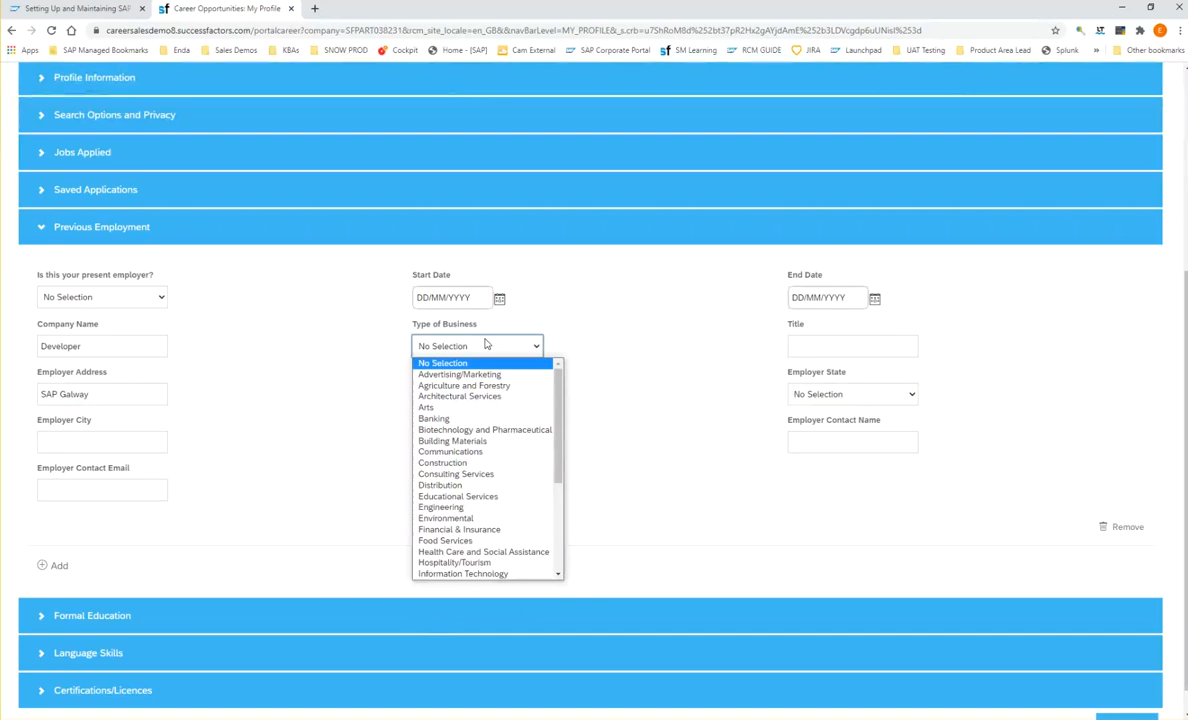 Setting Up and Maintaining SAP
Career Opportunities: My Profile
careersalesdemo8.successfactors.com/portalcareer?company=SFPART038231&rcm_site_locale=en_GB&&navBarLevel=MY_PROFILE&_s.crb=u7ShRoM8d%252bt37pR2Hx2gAYjdAmE%252b3LDVcgdp6uUNisI%253d
Apps
SAP Managed Bookmarks
Enda
Sales Demos
KBAs
SNOW PROD
Cockpit
Home - [SAP]
Cam External
SAP Corporate Portal
SM Learning
RCM GUIDE
JIRA
Launchpad
UAT Testing
Product Area Lead
Splunk
»
Other bookmarks
Profile Information
Search Options and Privacy
Jobs Applied
Saved Applications
Previous Employment
Is this your present employer?
No Selection
Start Date
DD/MM/YYYY
End Date
DD/MM/YYYY
Company Name
Developer
Type of Business
No Selection
Title
Employer Address
SAP Galway
Employer State
No Selection
Employer City
Employer Contact Name
Employer Contact Email
No Selection
Advertising/Marketing
Agriculture and Forestry
Architectural Services
Arts
Banking
Biotechnology and Pharmaceutical
Building Materials
Communications
Construction
Consulting Services
Distribution
Educational Services
Engineering
Environmental
Financial & Insurance
Food Services
Health Care and Social Assistance
Hospitality/Tourism
Information Technology
Remove
Add
Formal Education
Language Skills
Certifications/Licences